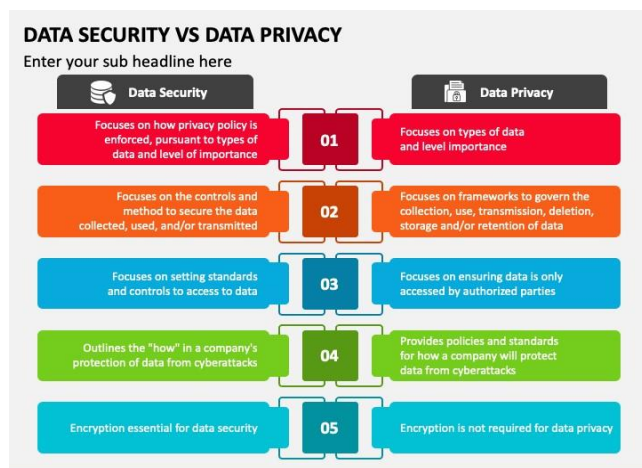 DATA SECURITY VS DATA PRIVACY
Enter your sub headline here
Data Security
Data Privacy
Focuses on how privacy policy is
enforced, pursuant to types of
data and level of importance
01
Focuses on types of data
and level importance
Focuses on the controls and
method to secure the data
collected, used, and/or transmitted
02
Focuses on frameworks to govern the
collection, use, transmission, deletion,
storage and/or retention of data
Focuses on setting standards
and controls to access to data
03
Focuses on ensuring data is only
accessed by authorized parties
Outlines the "how" in a company's
protection of data from cyberattacks
04
Provides policies and standards
for how a company will protect
data from cyberattacks
Encryption essential for data security
05
Encryption is not required for data privacy